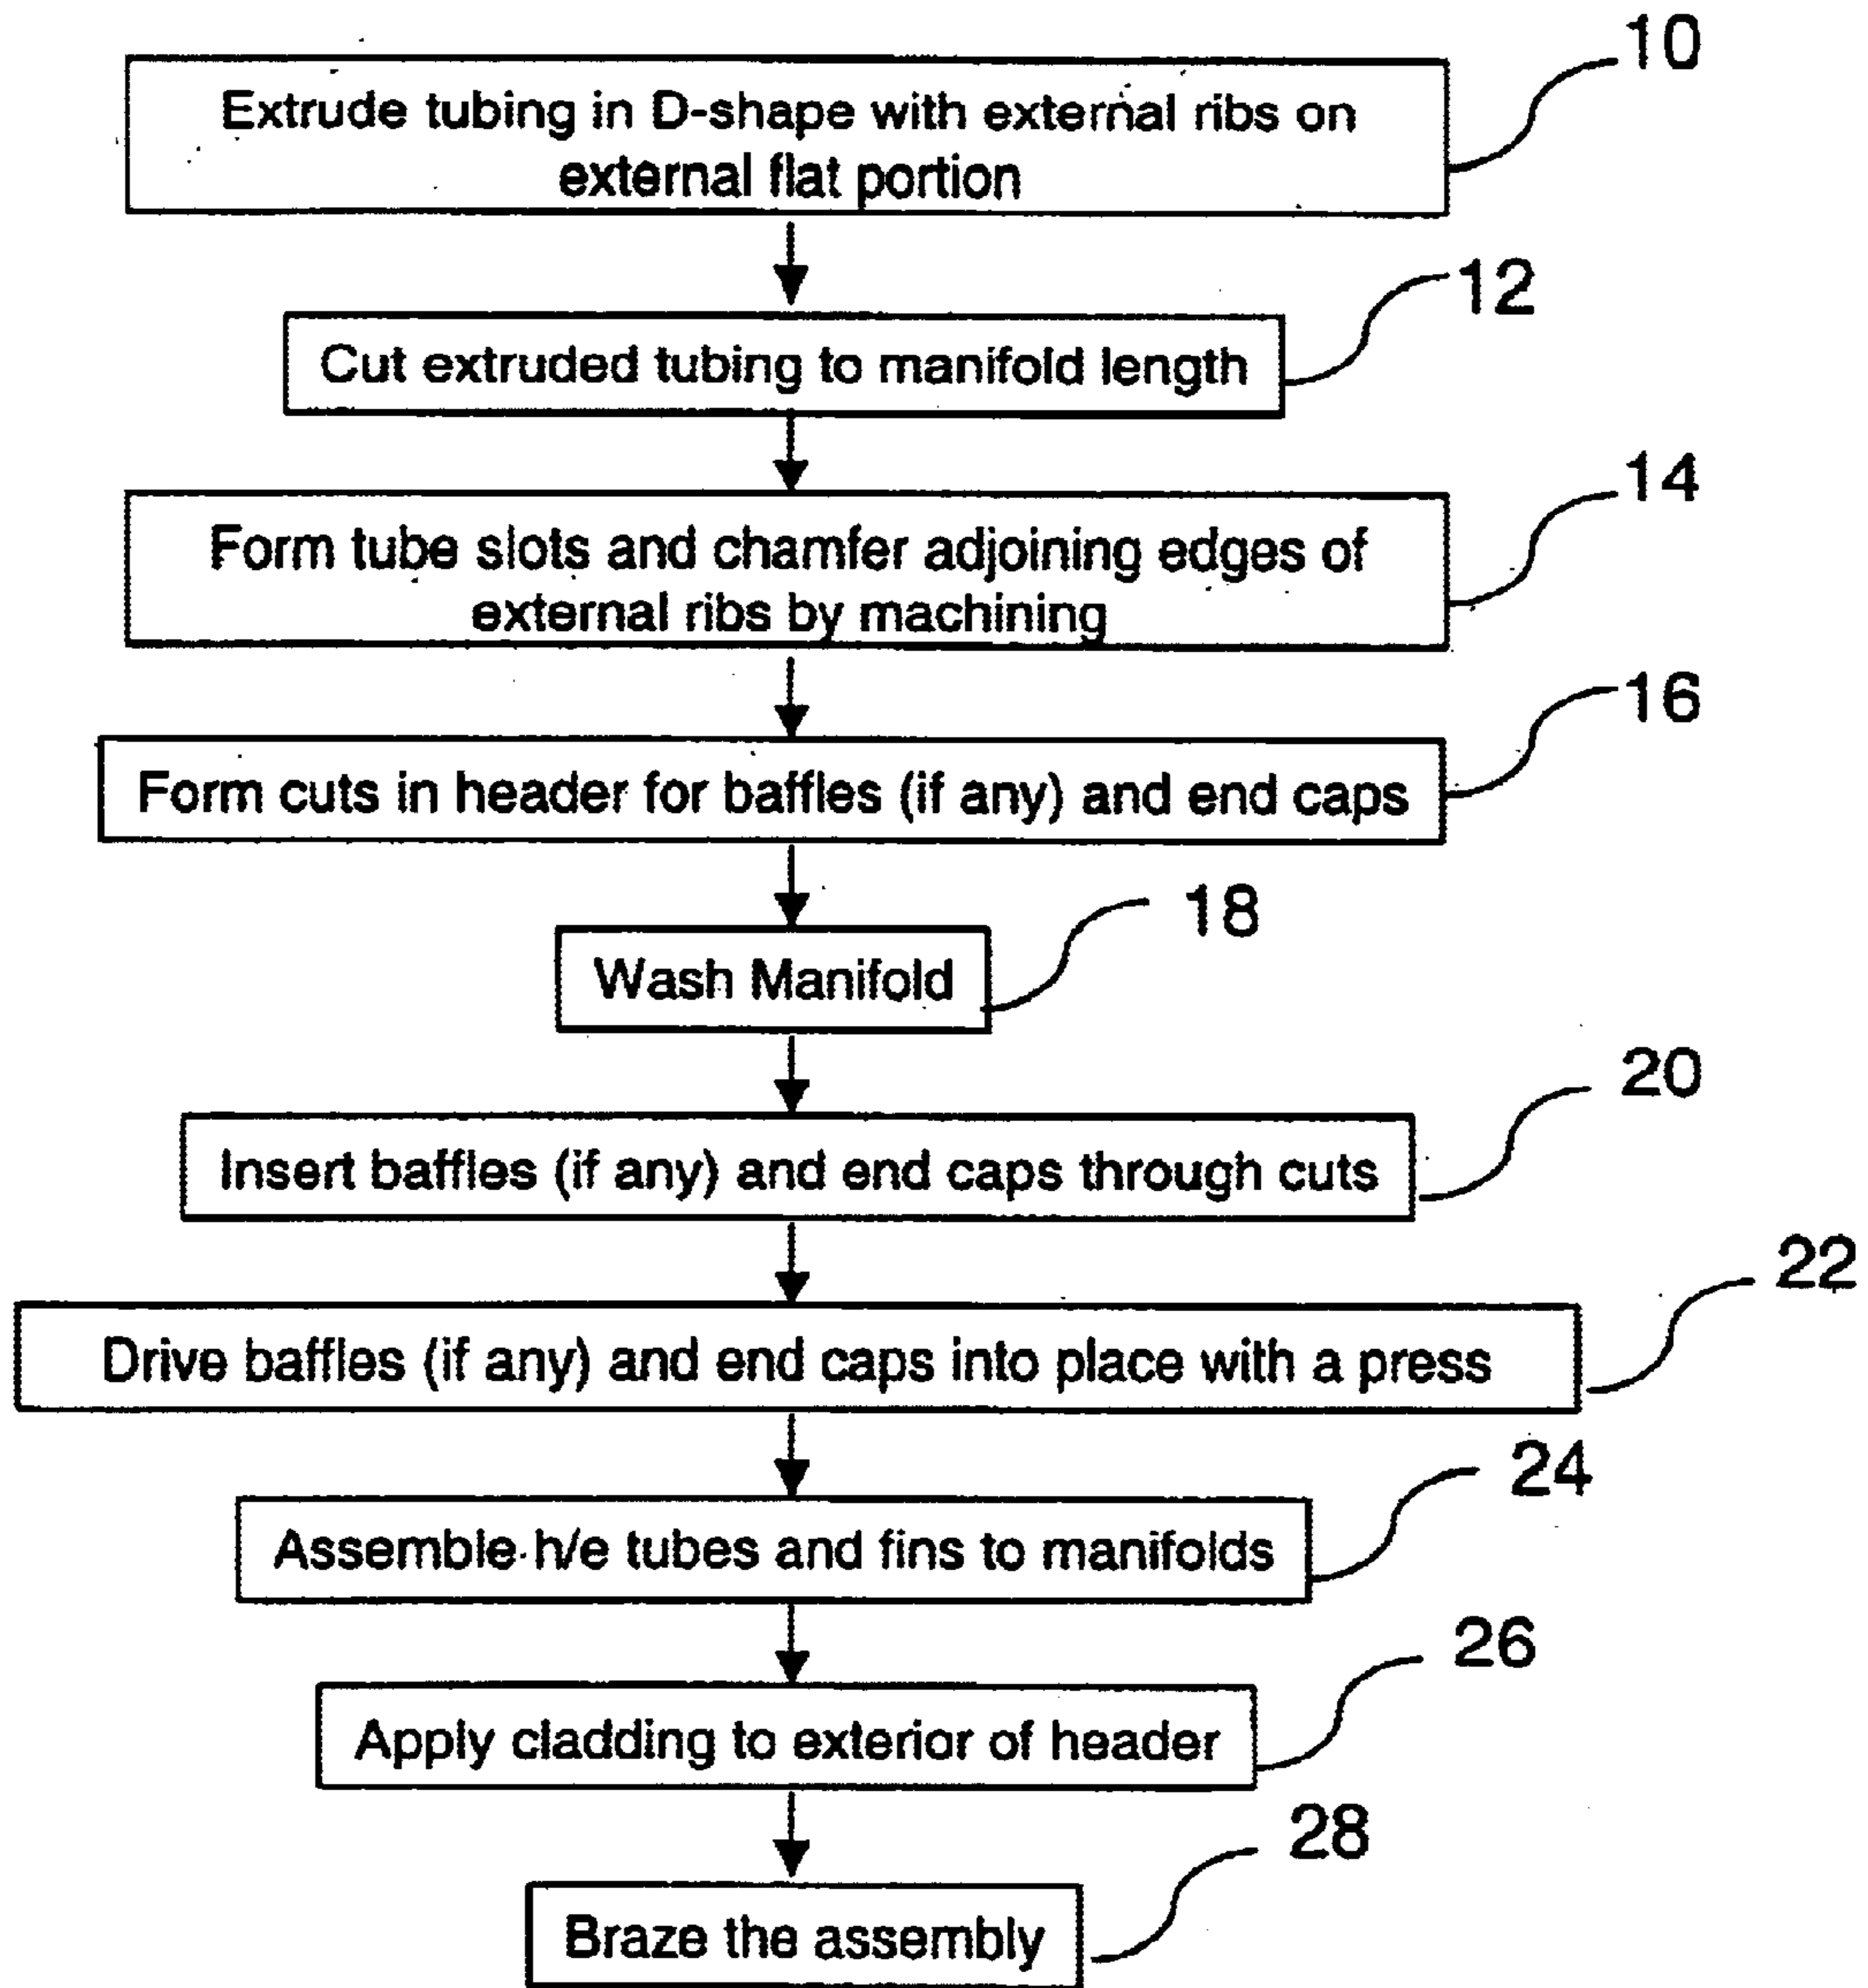 10
Extrude tubing in D-shape with external ribs on
external flat portion
12
Cut extruded tubing to manifold length
14
Form tube slots and chamfer adjoining edges of
external ribs by machining
16
Form cuts in header for baffles (if any) and end caps
18
Wash Manifold
20
Insert baffles (if any) and end caps through cuts
22
Drive baffles (if any) and end caps into place with a press
24
Assemble h/e tubes and fins to manifolds
26
Apply cladding to exterior of header
28
Braze the assembly